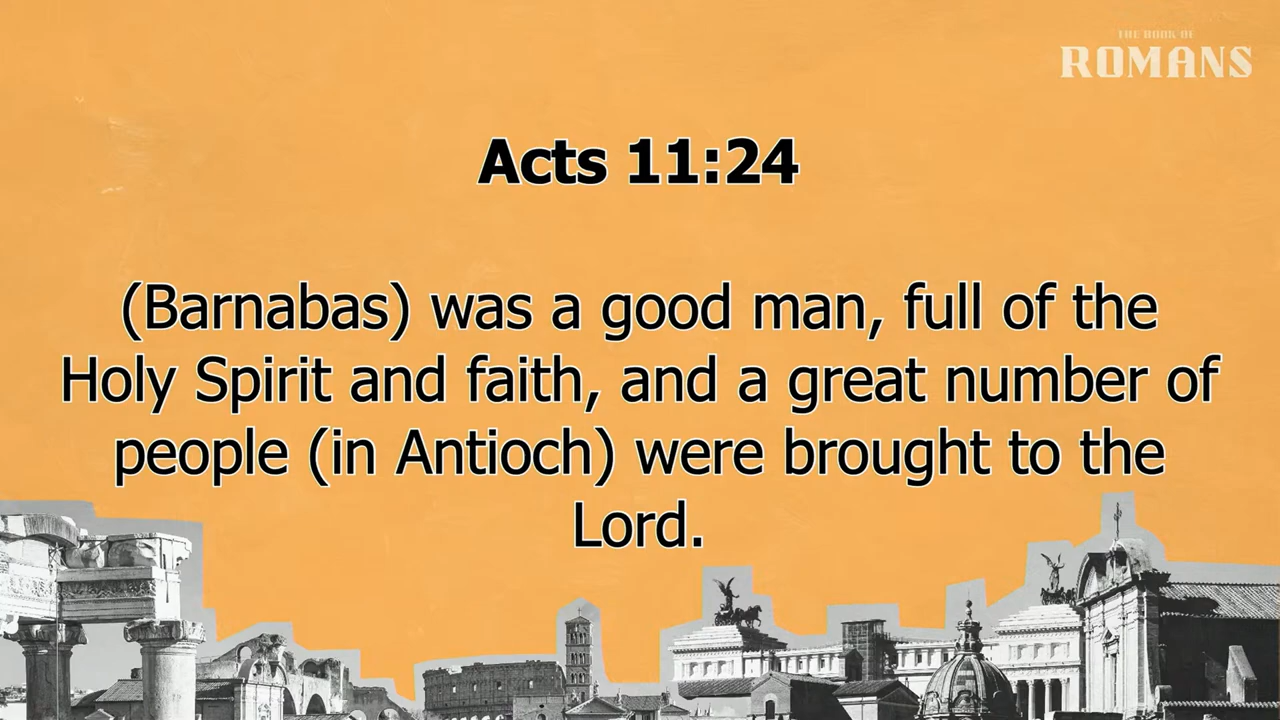 THE BOOK OF
ROMANS
Acts 11:24
(Barnabas) was a good man, full of the
Holy Spirit and faith, and a great number of
people (in Antioch) were brought to the
Lord.